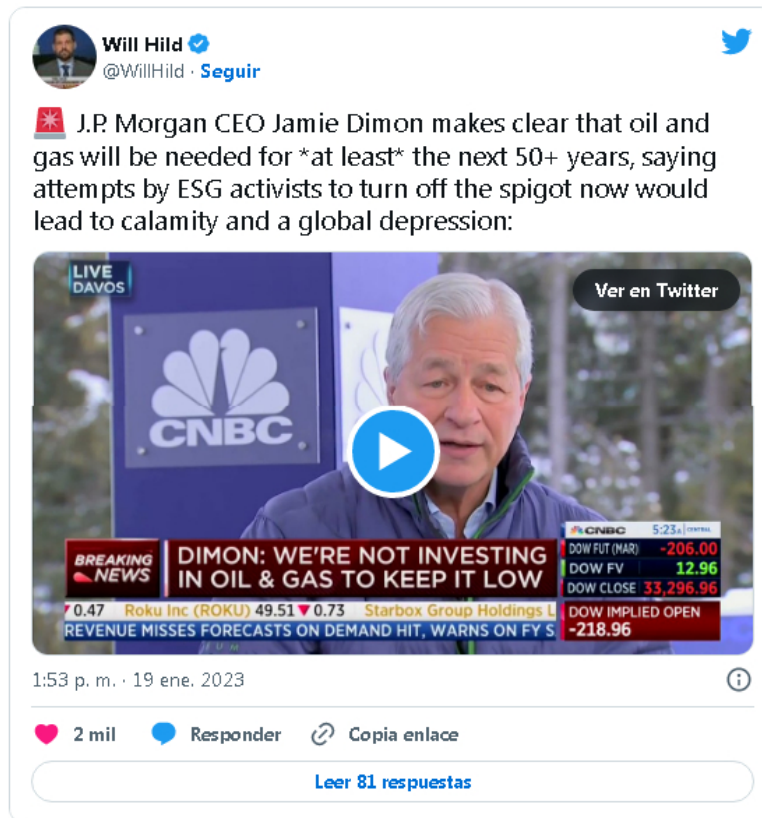 Will Hild
@WillHild · Seguir
🚨 J.P. Morgan CEO Jamie Dimon makes clear that oil and
gas will be needed for *at least* the next 50+ years, saying
attempts by ESG activists to turn off the spigot now would
lead to calamity and a global depression:
LIVE
DAVOS
Ver en Twitter
CNBC
BREAKING
NEWS
DIMON: WE'RE NOT INVESTING
IN OIL & GAS TO KEEP IT LOW
CNBC 5:23A CENTRAL
DOW FUT (MAR) -206.00
DOW FV 12.96
DOW CLOSE 33,296.96
DOW IMPLIED OPEN
-218.96
▼0.47 Roku Inc (ROKU) 49.51▼0.73 Starbox Group Holdings L
REVENUE MISSES FORECASTS ON DEMAND HIT, WARNS ON FY S
1:53 p. m. · 19 ene. 2023
2 mil Responder Copia enlace
Leer 81 respuestas